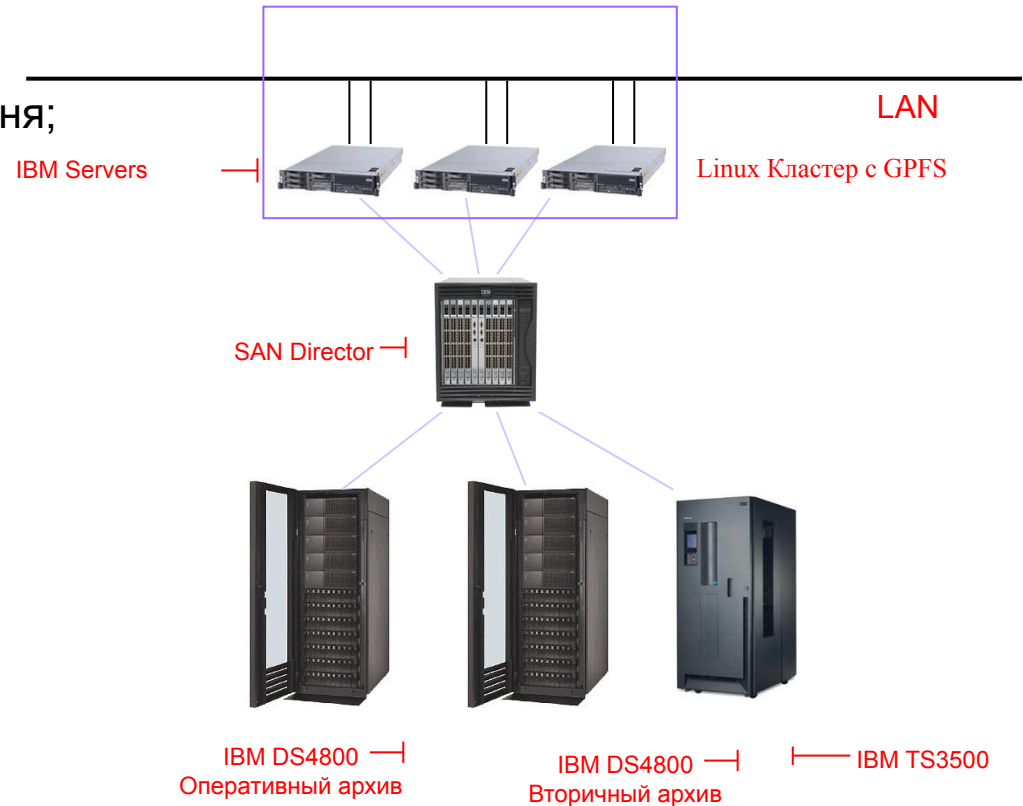 LAN
ня;
IBM Servers
Linux Кластер с GPFS
IBM
SAN Director
IBM DS4800
Оперативный архив
IBM DS4800
Вторичный архив
IBM TS3500